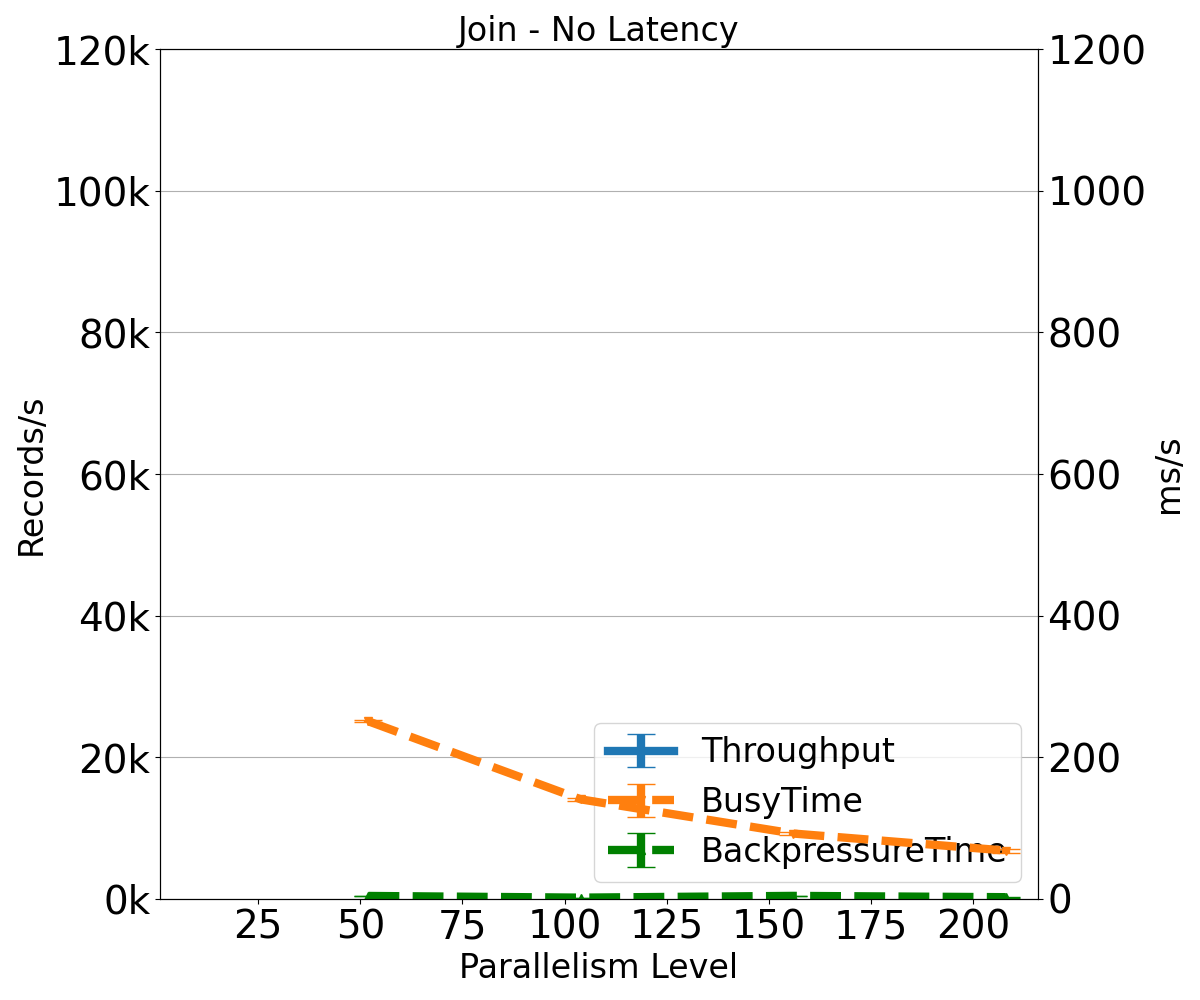 Join - No Latency
120k
100k
80k
60k
40k
20k
0k
Records/s
1200
1000
800
600
400
200
0
ms/s
Throughput
BusyTime
BackpressureTime
25 50 75 100 125 150 175 200
Parallelism Level